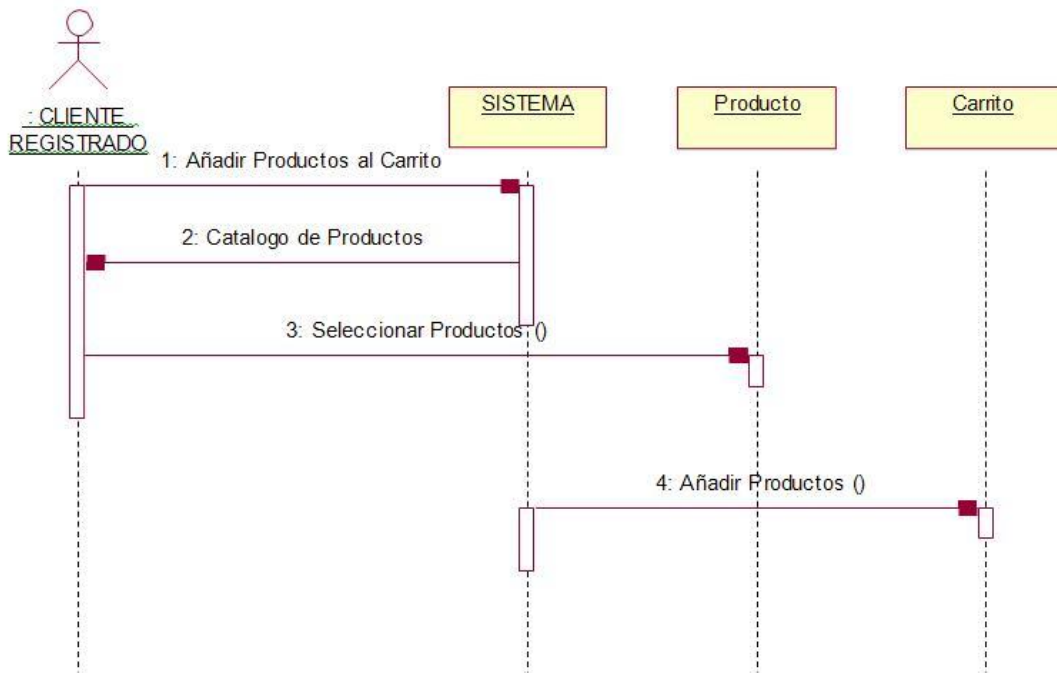 : CLIENTE
REGISTRADO
SISTEMA
Producto
Carrito
1: Añadir Productos al Carrito
2: Catalogo de Productos
3: Seleccionar Productos ()
4: Añadir Productos ()